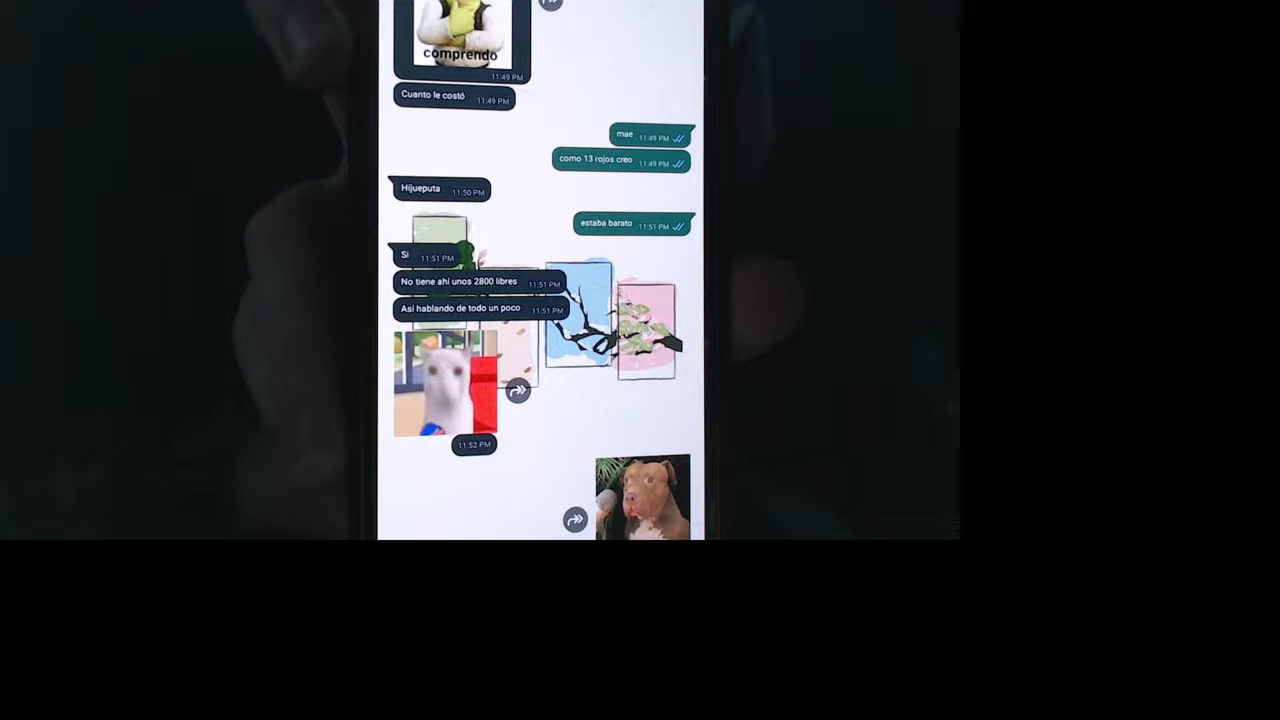 comprendo
11:49 PM
Cuanto le costó 11:49 PM
mae 11:49 PM
como 13 rojos creo 11:49 PM
Hijueputa 11:50 PM
estaba barato 11:51 PM
Si 11:51 PM
No tiene ahí unos 2800 libres 11:51 PM
Así hablando de todo un poco 11:51 PM
11:52 PM